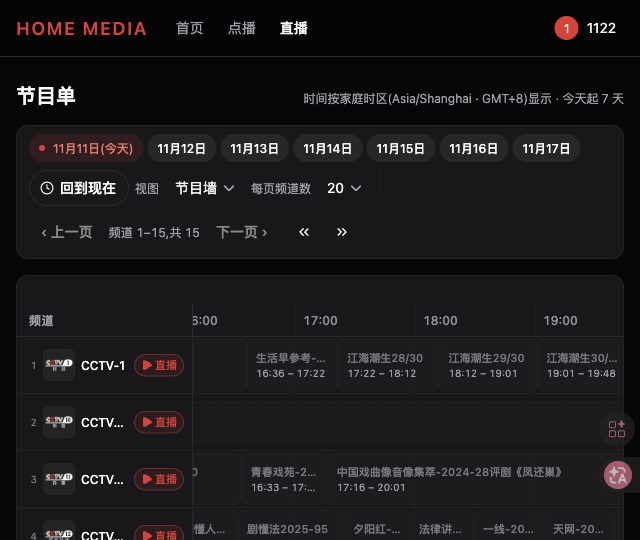 HOME MEDIA 首页 点播 直播 1 1122
节目单 时间按家庭时区(Asia/Shanghai · GMT+8)显示 · 今天起 7 天
11月11日(今天) 11月12日 11月13日 11月14日 11月15日 11月16日 11月17日
回到现在 视图 节目墙 每页频道数 20
‹ 上一页 频道 1–15,共 15 下一页 › « »
频道 6:00 17:00 18:00 19:00
1 CCTV-1 直播 生活早参考-... 江海潮生28/30 江海潮生29/30 江海潮生30/...
16:36 – 17:22 17:22 – 18:12 18:12 – 19:01 19:01 – 19:48
2 CCTV... 直播
3 CCTV... 直播 0 青春戏苑-2... 中国戏曲像音像集萃-2024-28评剧《凤还巢》
16:33 – 17:... 17:16 – 20:01
4 CCTV... 直播 懂人... 剧懂法2025-95 夕阳红-... 法律讲... 一线-20... 天网-20...